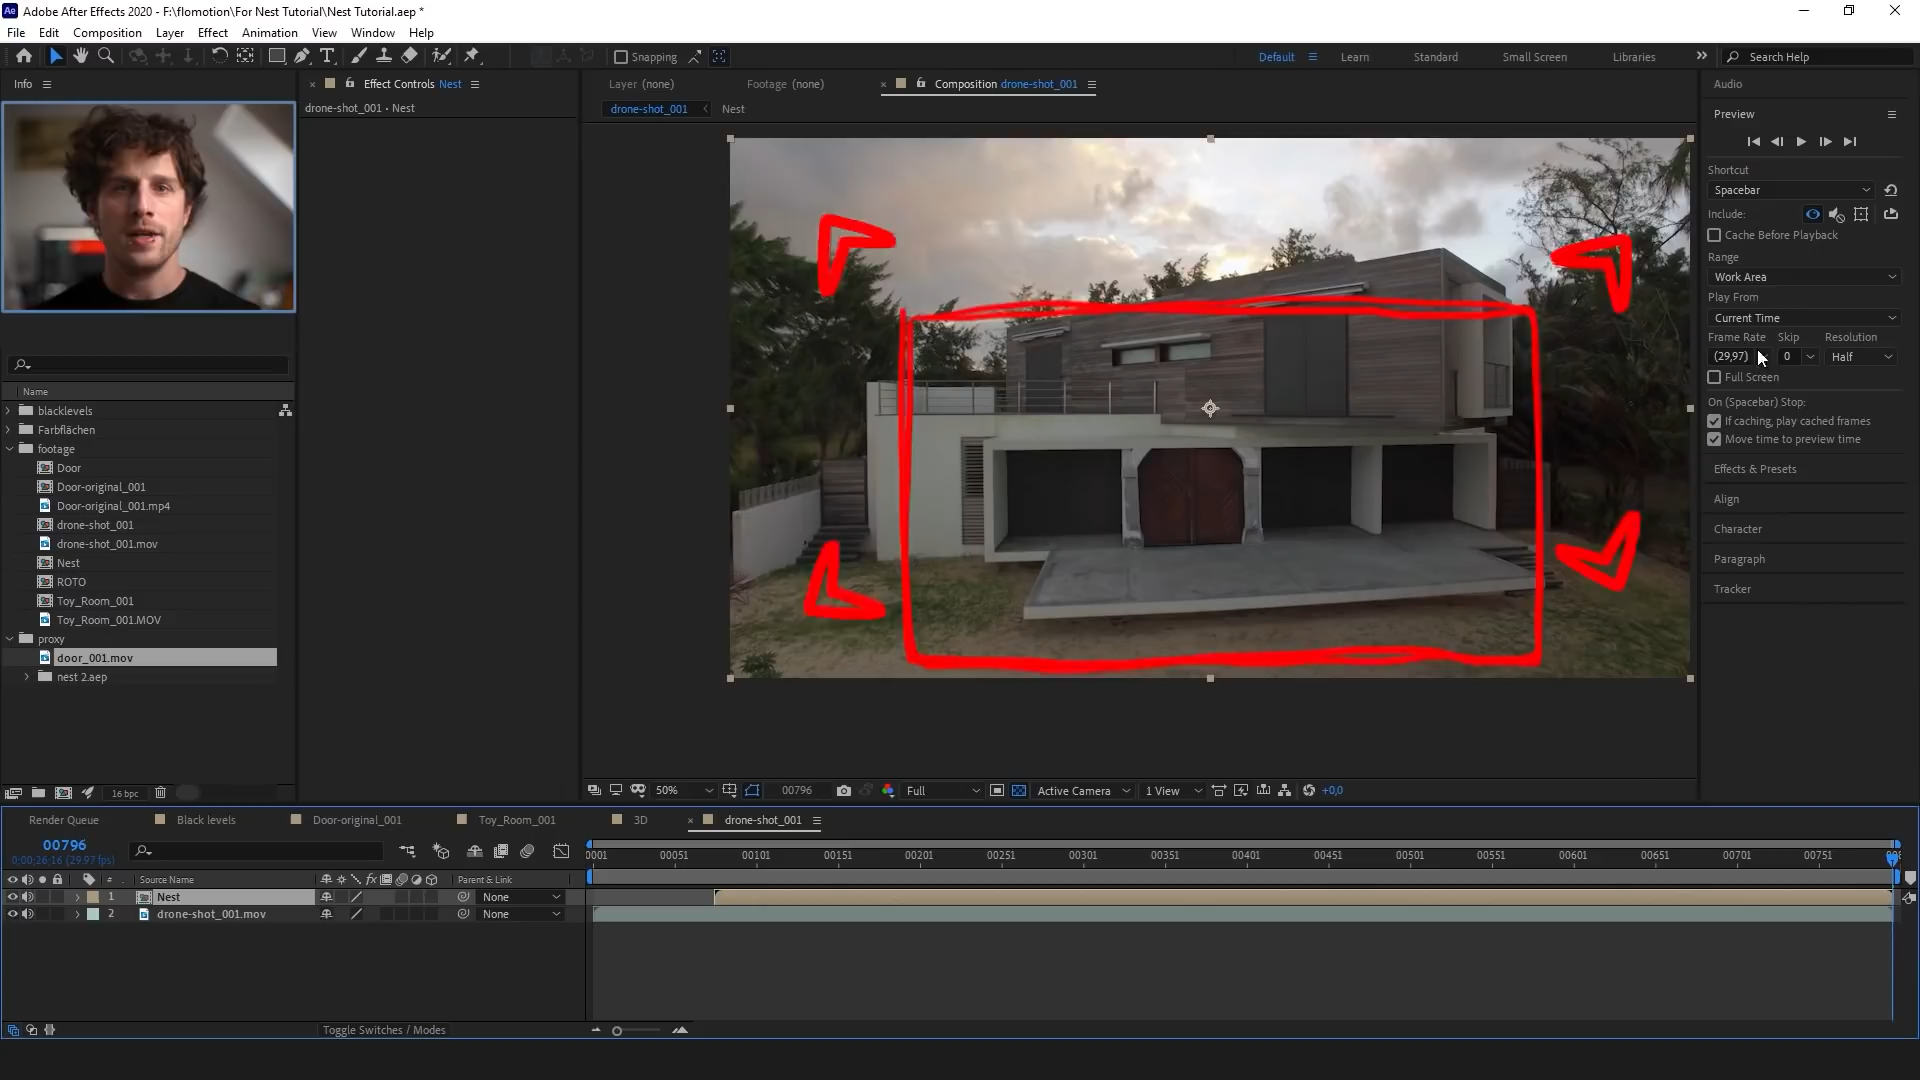 Ae Adobe After Effects 2020 - F:\flomotion\For Nest Tutorial\Nest Tutorial.aep *
File Edit Composition Layer Effect Animation View Window Help
Snapping
Default Learn Standard Small Screen Libraries Search Help
Info
Effect Controls Nest
drone-shot_001 • Nest
Layer (none) Footage (none) Composition drone-shot_001
drone-shot_001 Nest
Audio
Preview
Shortcut
Spacebar
Include:
Cache Before Playback
Range
Work Area
Play From
Current Time
Frame Rate Skip Resolution
(29,97) 0 Half
Full Screen
On (Spacebar) Stop:
If caching, play cached frames
Move time to preview time
Effects & Presets
Align
Character
Paragraph
Tracker
Name
blacklevels
Farbflächen
footage
Door
Door-original_001
Door-original_001.mp4
drone-shot_001
drone-shot_001.mov
Nest
ROTO
Toy_Room_001
Toy_Room_001.MOV
proxy
door_001.mov
nest 2.aep
16 bpc
50% 00796 Full Active Camera 1 View +0,0
Render Queue Black levels Door-original_001 Toy_Room_001 3D drone-shot_001
00796
0:00:26:16 (29.97 fps)
0001 00051 00101 00151 00201 00251 00301 00351 00401 00451 00501 00551 00601 00651 00701 00751
# Source Name fx Parent & Link
1 Nest None
2 drone-shot_001.mov None
Toggle Switches / Modes